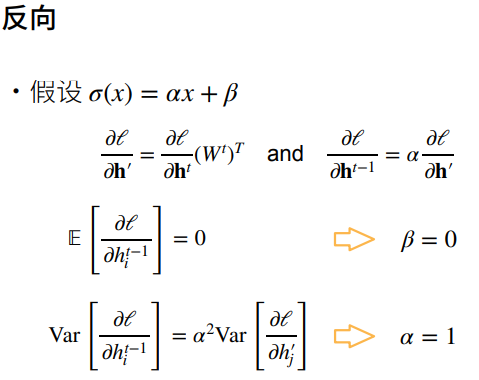 反向
• 假设 σ(x) = αx + β
∂ℓ/∂𝐡′ = ∂ℓ/∂𝐡ᵗ (Wᵗ)ᵀ and ∂ℓ/∂𝐡ᵗ⁻¹ = α ∂ℓ/∂𝐡′
𝔼[∂ℓ/∂hᵢᵗ⁻¹] = 0 ⇨ β = 0
Var[∂ℓ/∂hᵢᵗ⁻¹] = α²Var[∂ℓ/∂hⱼ′] ⇨ α = 1